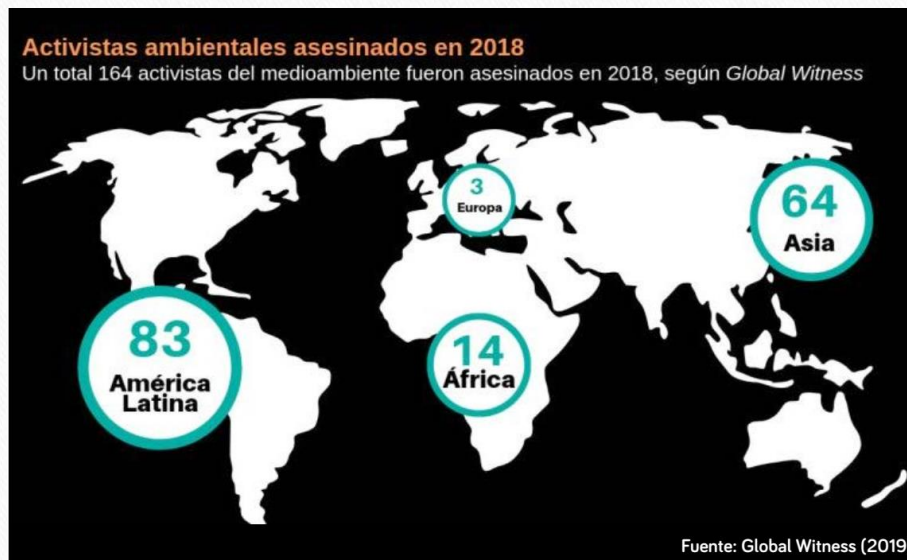 Activistas ambientales asesinados en 2018
Un total 164 activistas del medioambiente fueron asesinados en 2018, según Global Witness
3
Europa
64
Asia
83
América
Latina
14
África
Fuente: Global Witness (2019